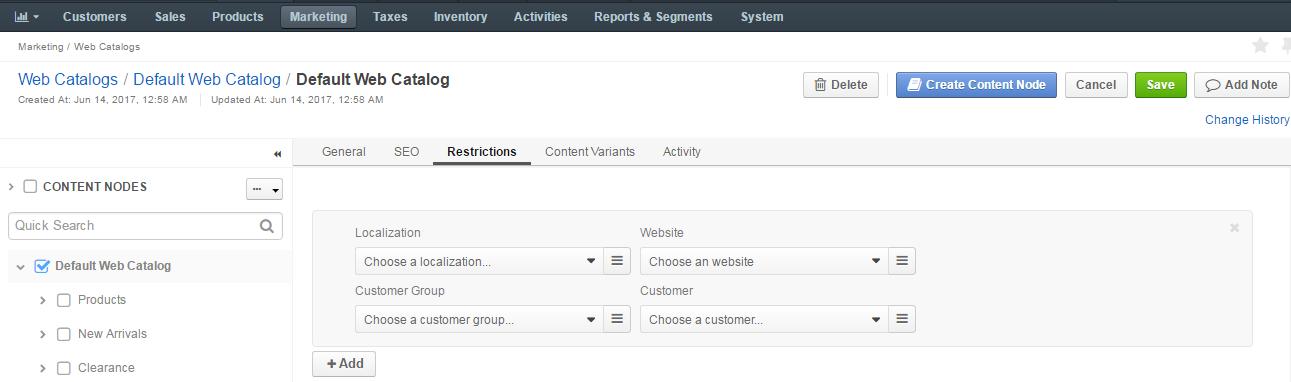 Customers Sales Products Marketing Taxes Inventory Activities Reports & Segments System
Marketing / Web Catalogs
Web Catalogs / Default Web Catalog / Default Web Catalog
Delete Create Content Node Cancel Save Add Note
Created At: Jun 14, 2017, 12:58 AM Updated At: Jun 14, 2017, 12:58 AM
Change History
General SEO Restrictions Content Variants Activity
CONTENT NODES ...
Quick Search
Default Web Catalog
Products
New Arrivals
Clearance
Localization Website
Choose a localization... Choose an website
Customer Group Customer
Choose a customer group... Choose a customer...
+ Add